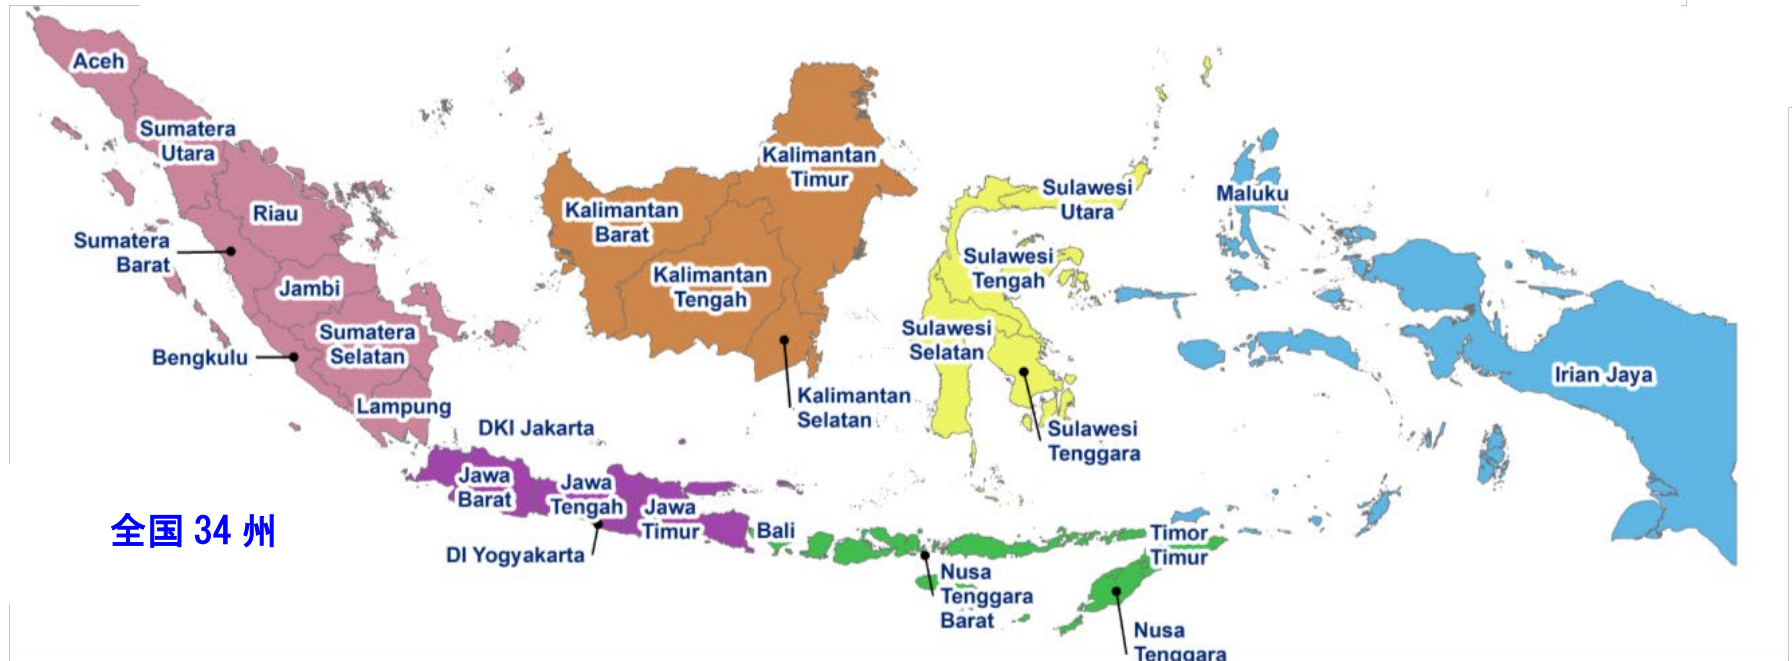 Aceh
Sumatera
Utara
Riau
Sumatera
Barat
Jambi
Sumatera
Selatan
Bengkulu
Lampung
Kalimantan
Timur
Kalimantan
Barat
Kalimantan
Tengah
Kalimantan
Selatan
Sulawesi
Utara
Sulawesi
Tengah
Sulawesi
Selatan
Sulawesi
Tenggara
Maluku
Irian Jaya
DKI Jakarta
Jawa
Barat
Jawa
Tengah
Jawa
Timur
DI Yogyakarta
Bali
Nusa
Tenggara
Barat
Timor
Timur
Nusa
Tenggara
全国 34 州